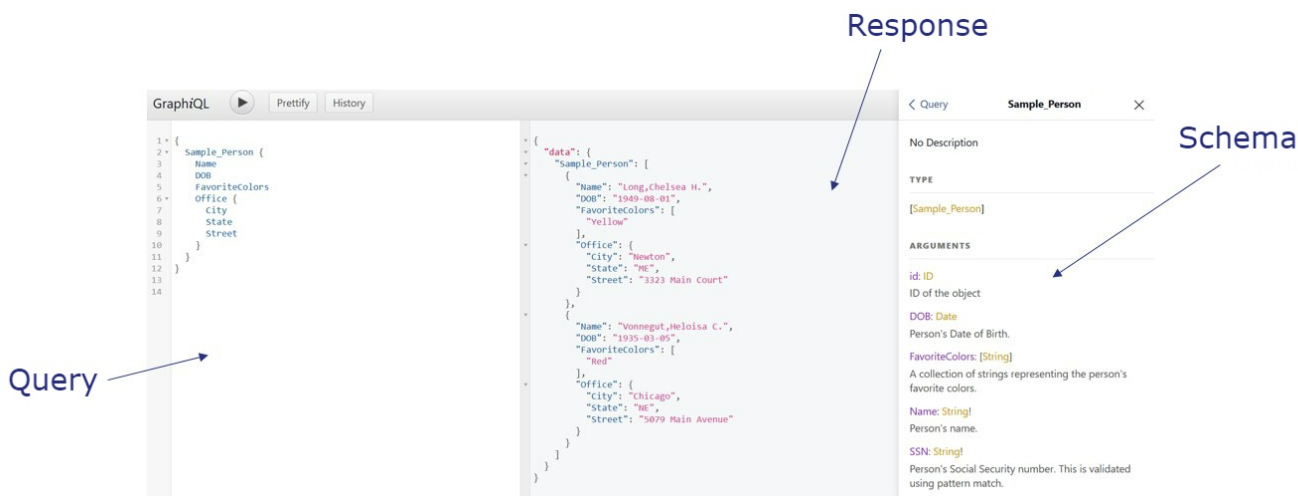 Response
GraphiQL
Prettify
History
1 {
2 Sample_Person {
3 Name
4 DOB
5 FavoriteColors
6 Office {
7 City
8 State
9 Street
10 }
11 }
12 }
13
14
{
"data": {
"Sample_Person": [
{
"Name": "Long,Chelsea H.",
"DOB": "1949-08-01",
"FavoriteColors": [
"Yellow"
],
"Office": {
"City": "Newton",
"State": "ME",
"Street": "3323 Main Court"
}
},
{
"Name": "Vonnegut,Heloisa C.",
"DOB": "1935-03-05",
"FavoriteColors": [
"Red"
],
"Office": {
"City": "Chicago",
"State": "NE",
"Street": "5079 Main Avenue"
}
}
]
}
}
Query
Sample_Person
No Description
TYPE
[Sample_Person]
ARGUMENTS
id: ID
ID of the object
DOB: Date
Person's Date of Birth.
FavoriteColors: [String]
A collection of strings representing the person's
favorite colors.
Name: String!
Person's name.
SSN: String!
Person's Social Security number. This is validated
using pattern match.
Schema
Query